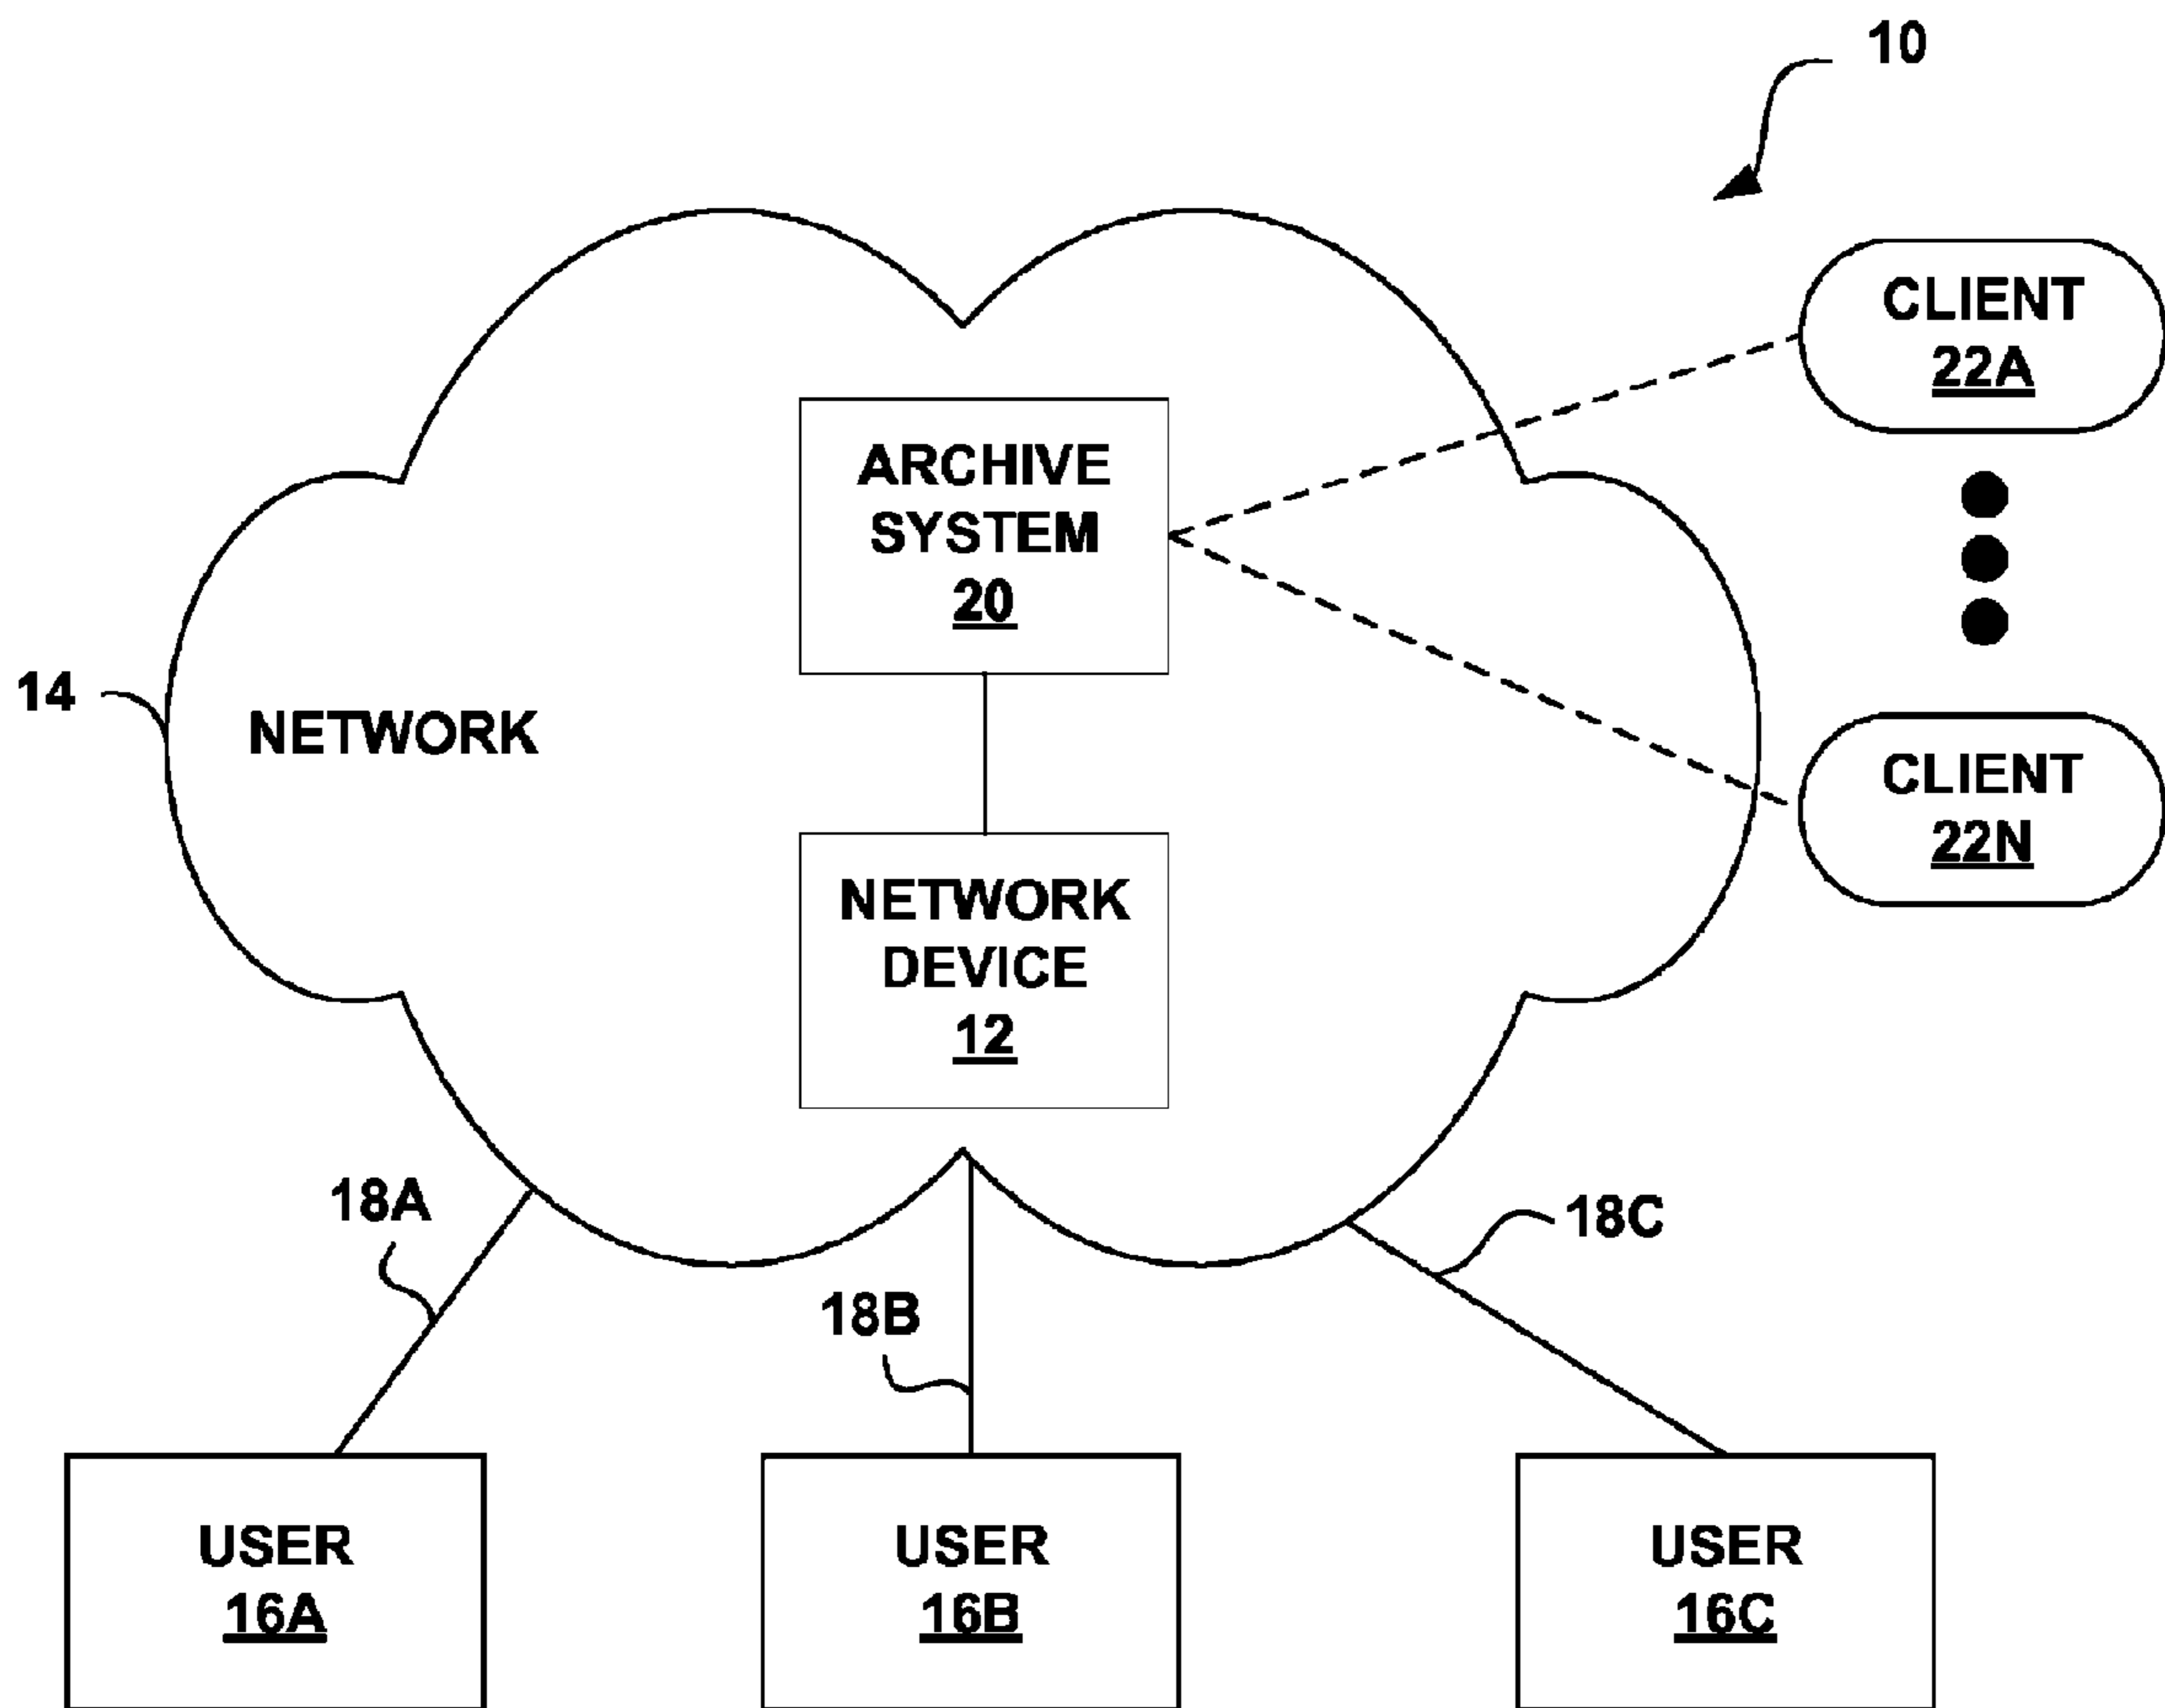 10
CLIENT
22A
ARCHIVE
SYSTEM
20
14
NETWORK
CLIENT
22N
NETWORK
DEVICE
12
18A
18C
18B
USER
16A
USER
16B
USER
16C